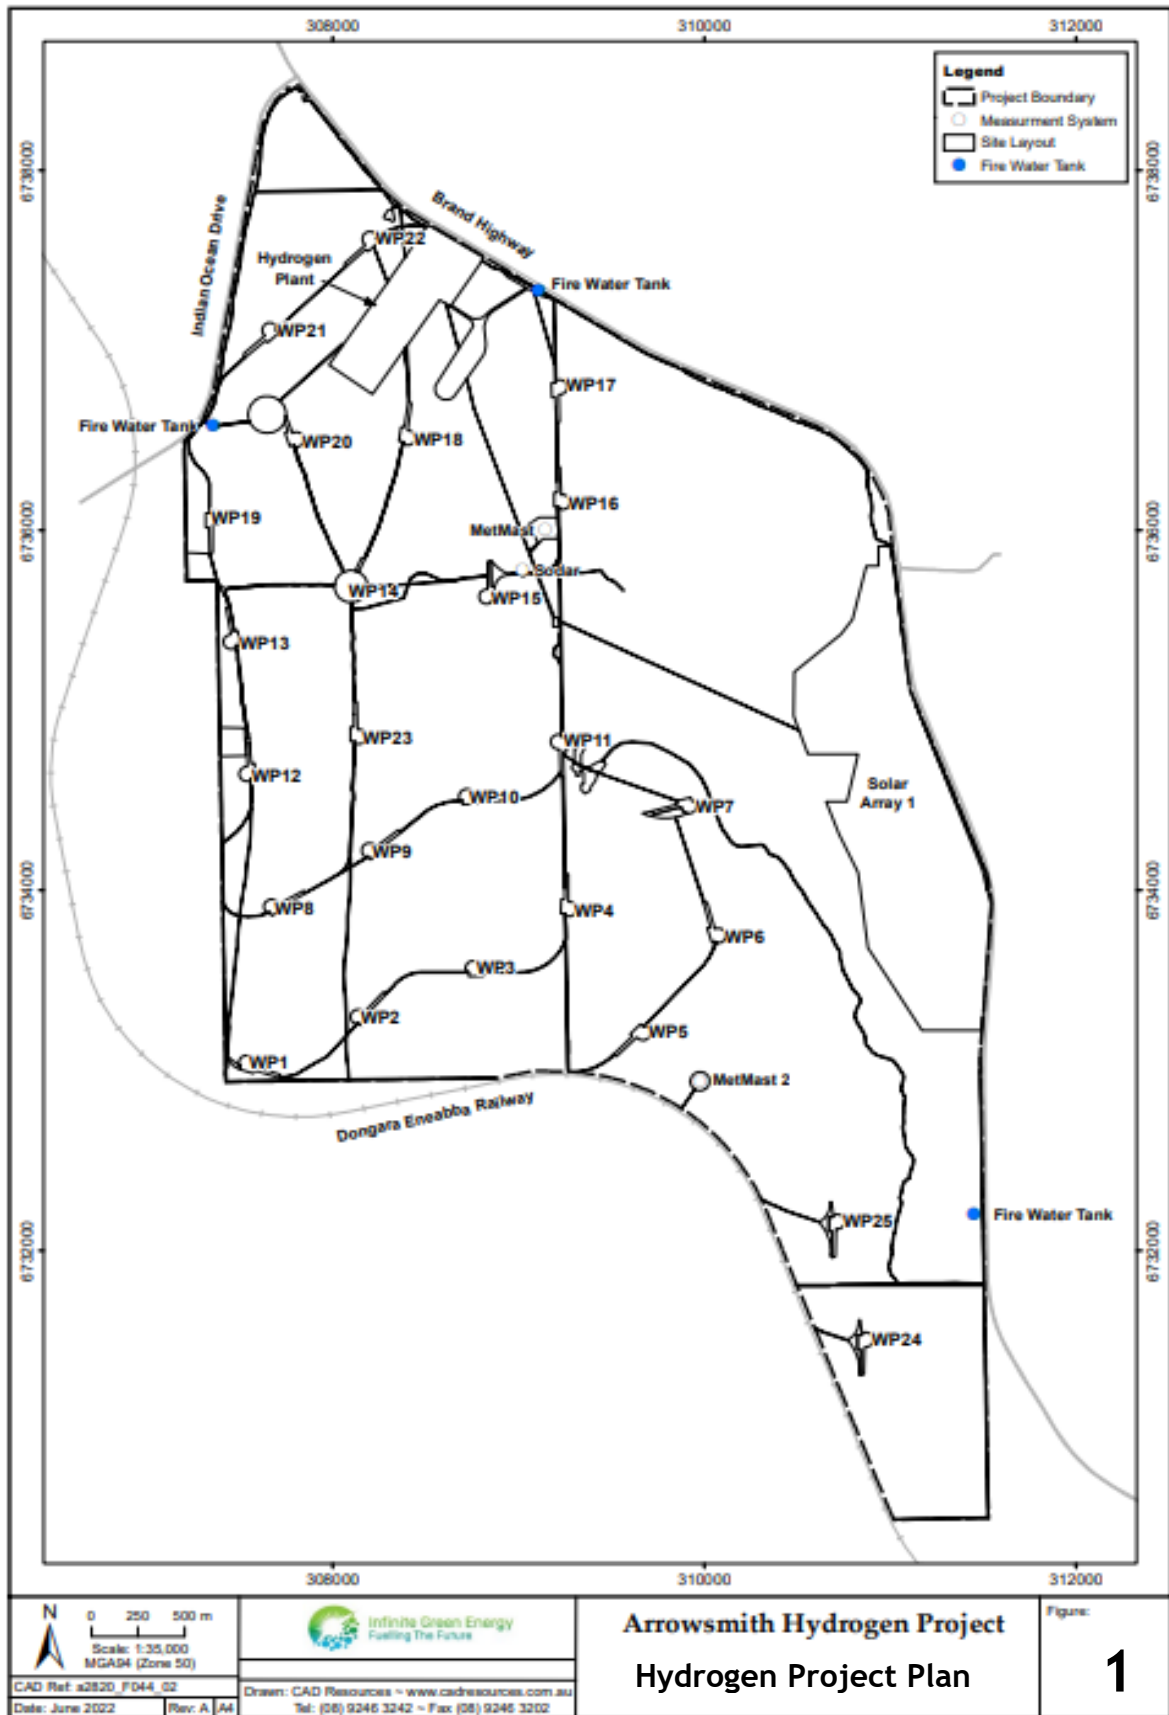 308000
310000
312000
Legend
Project Boundary
Measurment System
Site Layout
Fire Water Tank
6738000
6738000
Indian Ocean Drive
Brand Highway
WP22
Hydrogen
Plant
Fire Water Tank
WP21
WP17
Fire Water Tank
WP20
WP18
WP19
WP16
MetMast
6736000
6736000
Sodar
WP14
WP15
WP13
WP23
WP11
WP12
WP10
WP7
Solar
Array 1
WP9
6734000
6734000
WP8
WP4
WP6
WP3
WP2
WP5
WP1
MetMast 2
Dongara Eneabba Railway
WP25
Fire Water Tank
6732000
6732000
WP24
308000
310000
312000
N
0 250 500 m
Scale: 1:35,000
MGA94 (Zone 50)
CAD Ref: a2820_F044_02
Date: June 2022
Rev: A
A4
Infinite Green Energy
Fuelling The Future
Drawn: CAD Resources ~ www.cadresources.com.au
Tel: (08) 9246 3242 ~ Fax (08) 9246 3202
Arrowsmith Hydrogen Project
Hydrogen Project Plan
Figure:
1